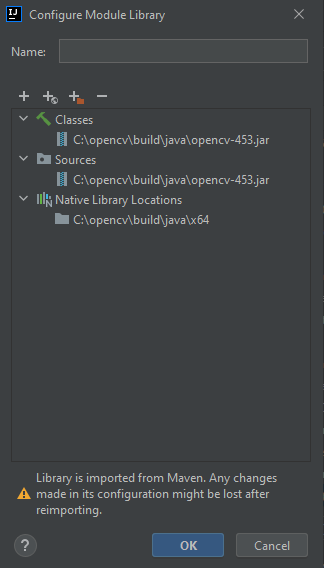 IJ
Configure Module Library
Name:
Classes
C:\opencv\build\java\opencv-453.jar
Sources
C:\opencv\build\java\opencv-453.jar
N
Native Library Locations
C:\opencv\build\java\x64
Library is imported from Maven. Any changes
made in its configuration might be lost after
reimporting.
?
OK
Cancel